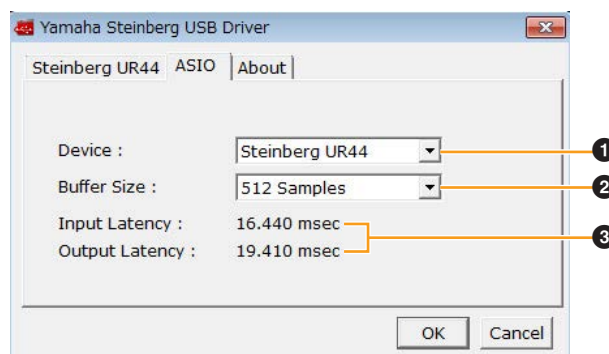 Yamaha Steinberg USB Driver
Steinberg UR44 ASIO About
Device : Steinberg UR44 1
Buffer Size : 512 Samples 2
Input Latency : 16.440 msec
Output Latency : 19.410 msec 3
OK Cancel